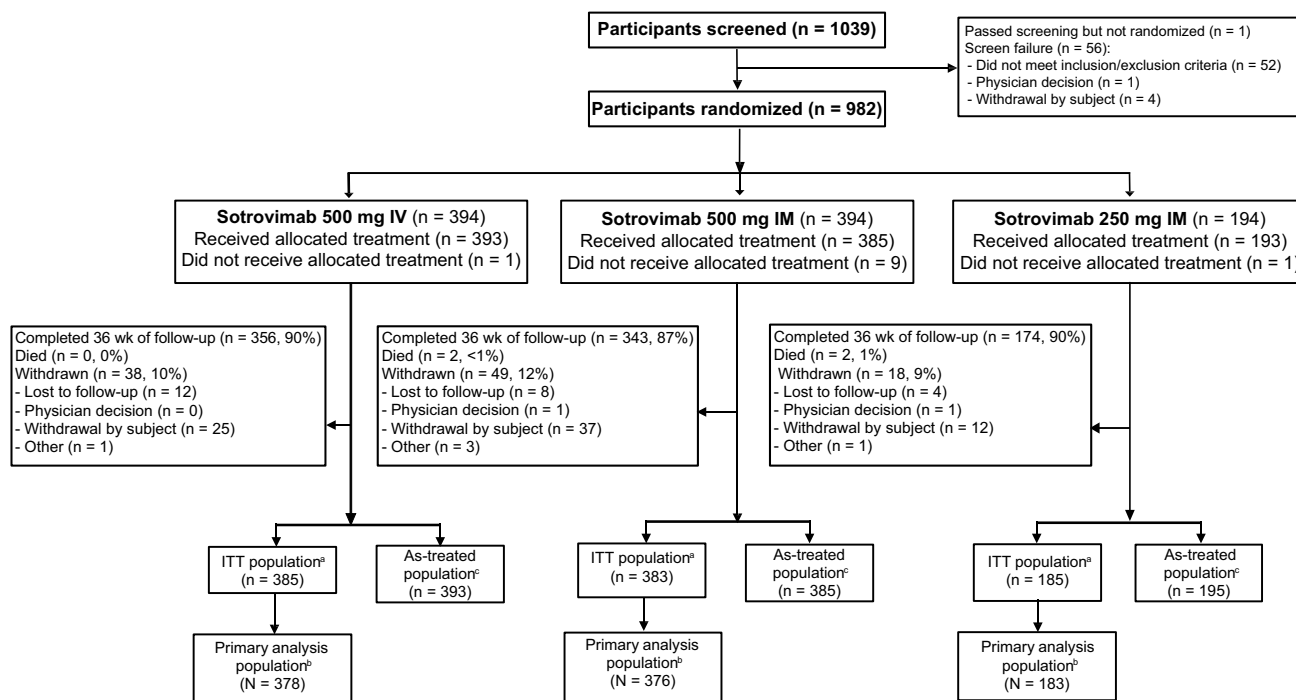 Participants screened (n = 1039)
Passed screening but not randomized (n = 1)
Screen failure (n = 56):
- Did not meet inclusion/exclusion criteria (n = 52)
- Physician decision (n = 1)
- Withdrawal by subject (n = 4)
Participants randomized (n = 982)
Sotrovimab 500 mg IV (n = 394)
Received allocated treatment (n = 393)
Did not receive allocated treatment (n = 1)
Sotrovimab 500 mg IM (n = 394)
Received allocated treatment (n = 385)
Did not receive allocated treatment (n = 9)
Sotrovimab 250 mg IM (n = 194)
Received allocated treatment (n = 193)
Did not receive allocated treatment (n = 1)
Completed 36 wk of follow-up (n = 356, 90%)
Died (n = 0, 0%)
Withdrawn (n = 38, 10%)
- Lost to follow-up (n = 12)
- Physician decision (n = 0)
- Withdrawal by subject (n = 25)
- Other (n = 1)
Completed 36 wk of follow-up (n = 343, 87%)
Died (n = 2, <1%)
Withdrawn (n = 49, 12%)
- Lost to follow-up (n = 8)
- Physician decision (n = 1)
- Withdrawal by subject (n = 37)
- Other (n = 3)
Completed 36 wk of follow-up (n = 174, 90%)
Died (n = 2, 1%)
Withdrawn (n = 18, 9%)
- Lost to follow-up (n = 4)
- Physician decision (n = 1)
- Withdrawal by subject (n = 12)
- Other (n = 1)
ITT populationᵃ
(n = 385)
As-treated
populationᶜ
(n = 393)
ITT populationᵃ
(n = 383)
As-treated
populationᶜ
(n = 385)
ITT populationᵃ
(n = 185)
As-treated
populationᶜ
(n = 195)
Primary analysis
populationᵇ
(N = 378)
Primary analysis
populationᵇ
(N = 376)
Primary analysis
populationᵇ
(N = 183)